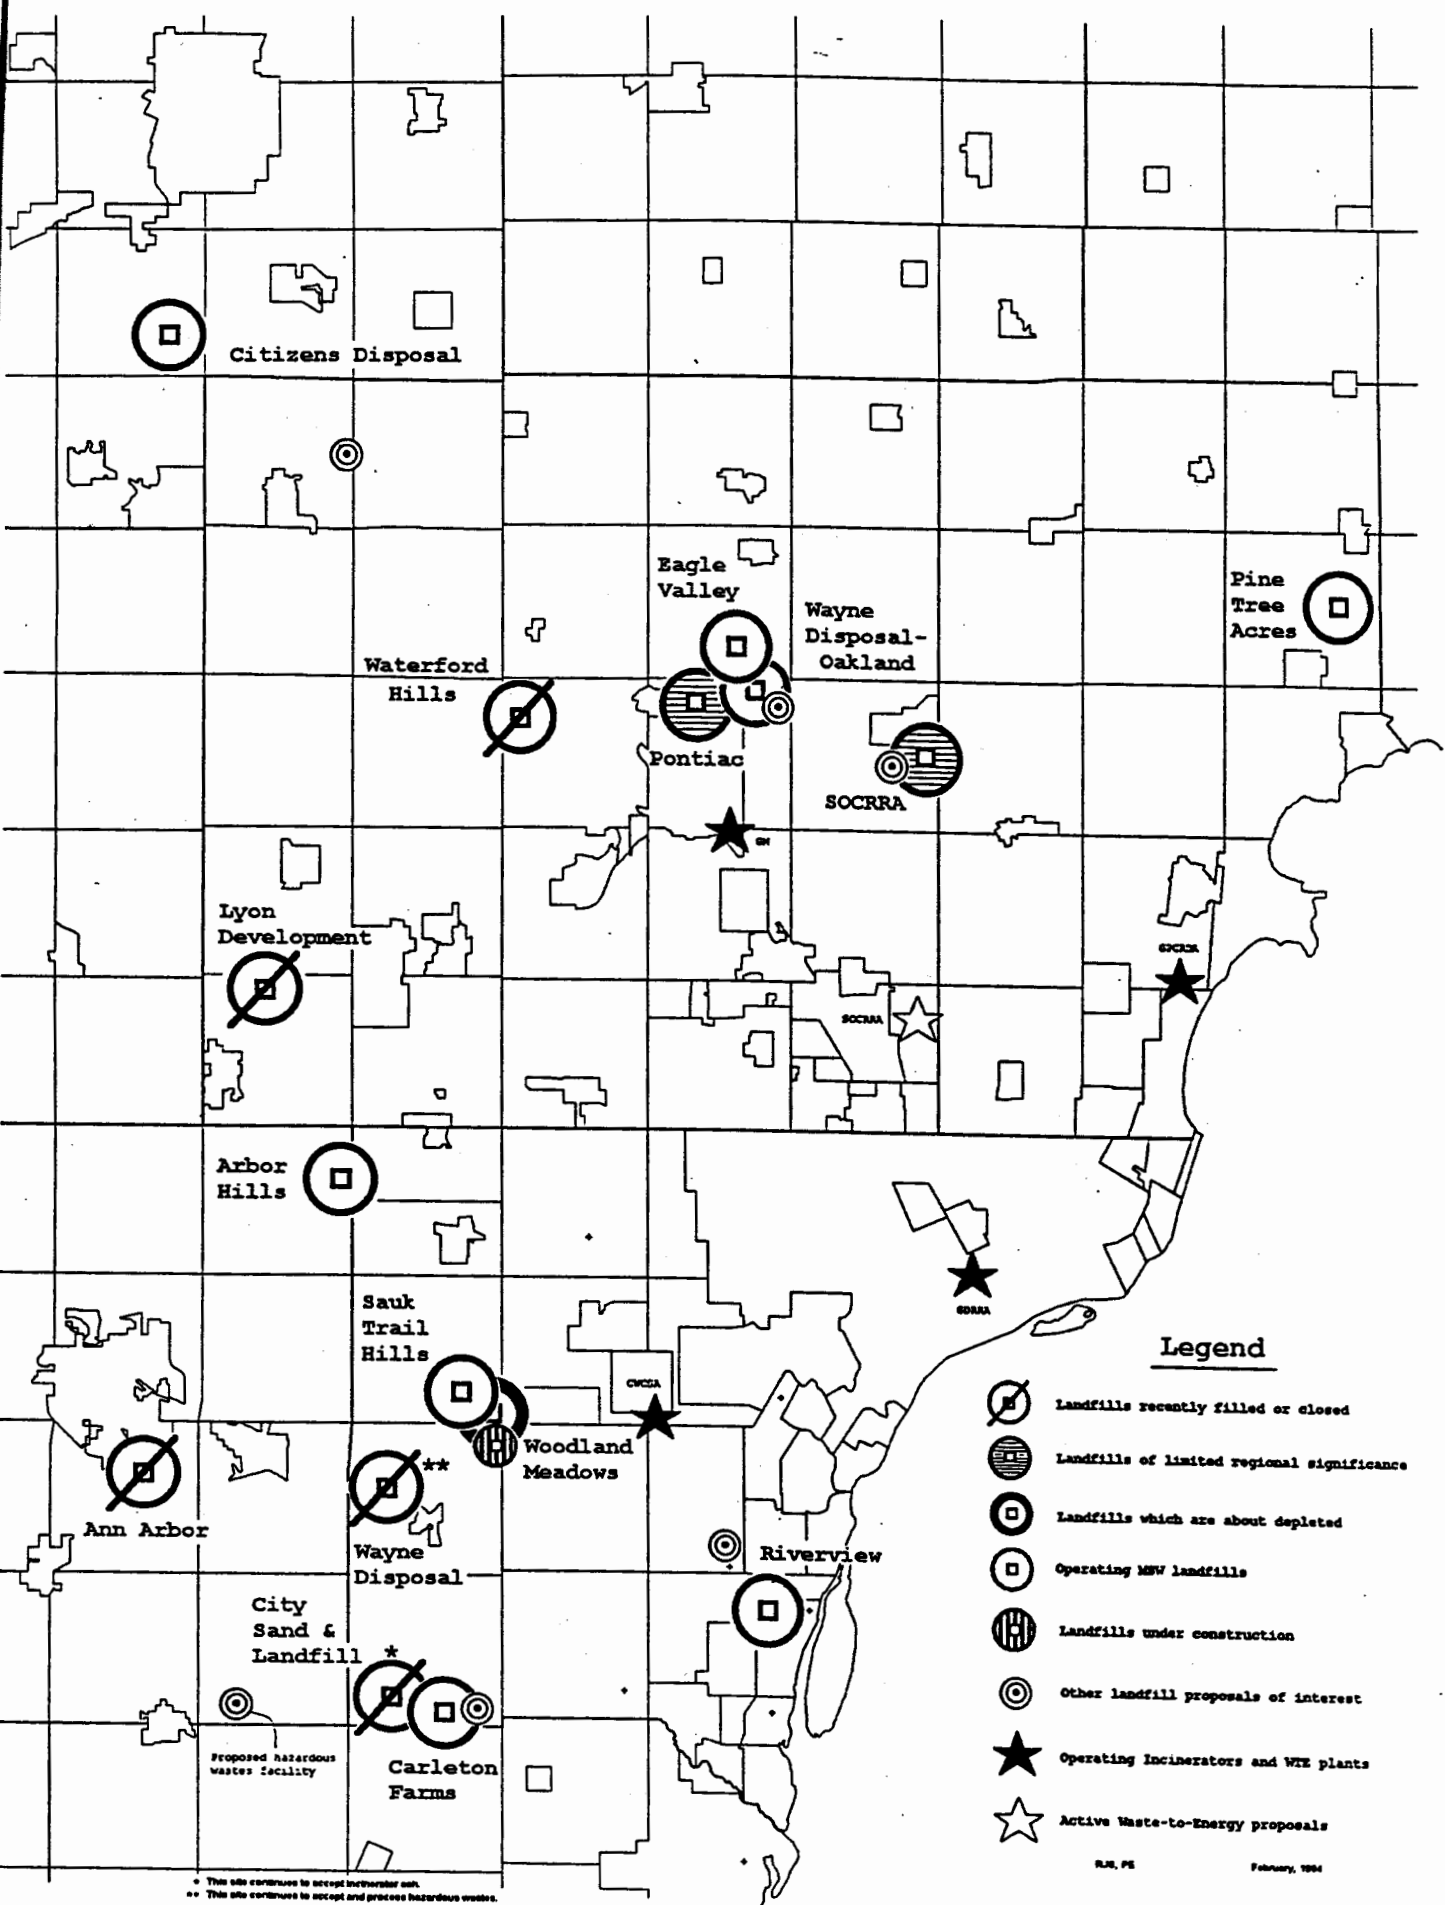 Citizens Disposal
Eagle
Valley
Wayne
Disposal-
Oakland
Pine
Tree
Acres
Waterford
Hills
Pontiac
SOCRRA
GM
Lyon
Development
SOCRRA
Arbor
Hills
GDRRA
Sauk
Trail
Hills
CWCSA
Woodland
Meadows
**
Ann Arbor
Wayne
Disposal
Riverview
City
Sand &
Landfill
*
Proposed hazardous
wastes facility
Carleton
Farms
Legend
Landfills recently filled or closed
Landfills of limited regional significance
Landfills which are about depleted
Operating MSW landfills
Landfills under construction
Other landfill proposals of interest
Operating Incinerators and WTE plants
Active Waste-to-Energy proposals
RJS, PE February, 1994
* This site continues to accept incinerator ash.
** This site continues to accept and process hazardous wastes.